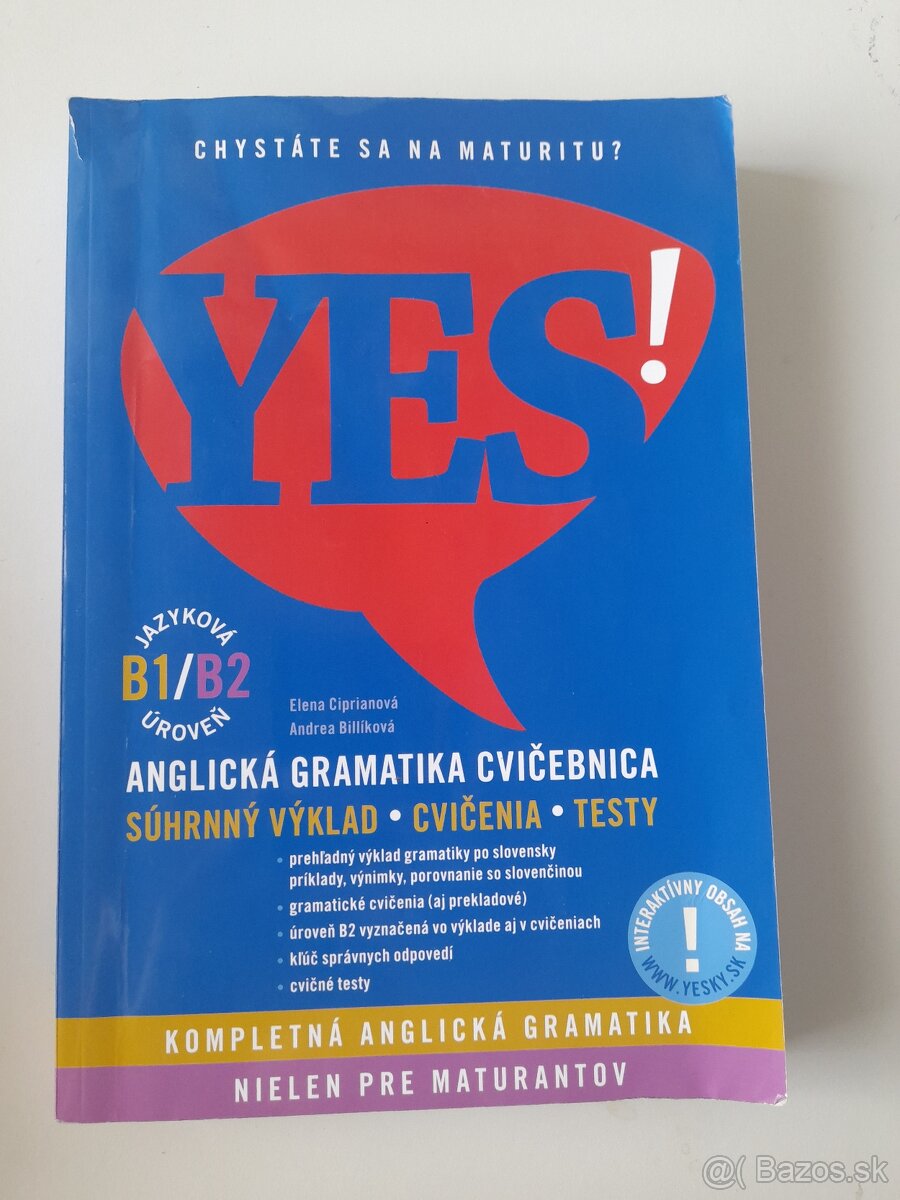 CHYSTÁTE SA NA MATURITU?
YES!
JAZYKOVÁ
B1/B2
ÚROVEŇ
Elena Ciprianová
Andrea Billíková
ANGLICKÁ GRAMATIKA CVIČEBNICA
SÚHRNNÝ VÝKLAD • CVIČENIA • TESTY
• prehľadný výklad gramatiky po slovensky
príklady, výnimky, porovnanie so slovenčinou
• gramatické cvičenia (aj prekladové)
• úroveň B2 vyznačená vo výklade aj v cvičeniach
• kľúč správnych odpovedí
• cvičné testy
INTERAKTÍVNY OBSAH NA
!
WWW.YESKY.SK
KOMPLETNÁ ANGLICKÁ GRAMATIKA
NIELEN PRE MATURANTOV
@( Bazos.sk